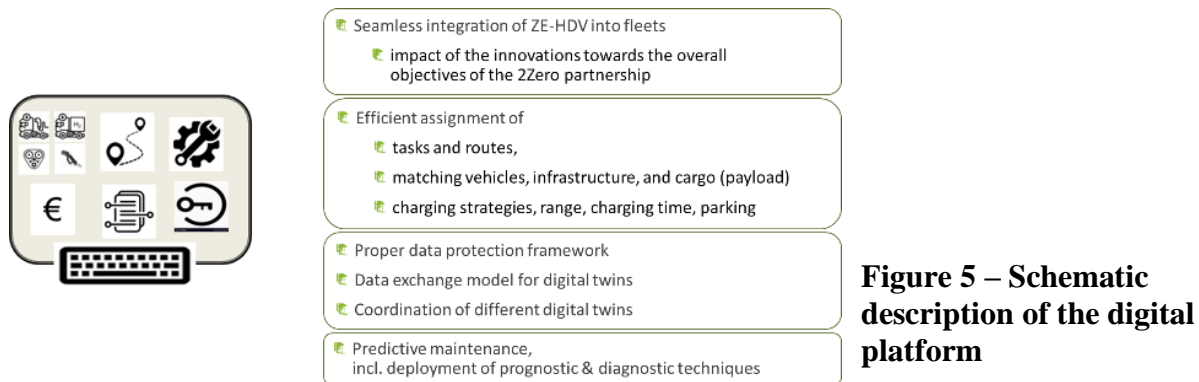 Seamless integration of ZE-HDV into fleets
impact of the innovations towards the overall
objectives of the 2Zero partnership
Efficient assignment of
tasks and routes,
matching vehicles, infrastructure, and cargo (payload)
charging strategies, range, charging time, parking
Proper data protection framework
Data exchange model for digital twins
Coordination of different digital twins
Predictive maintenance,
incl. deployment of prognostic & diagnostic techniques
H₂
€
Figure 5 – Schematic
description of the digital
platform